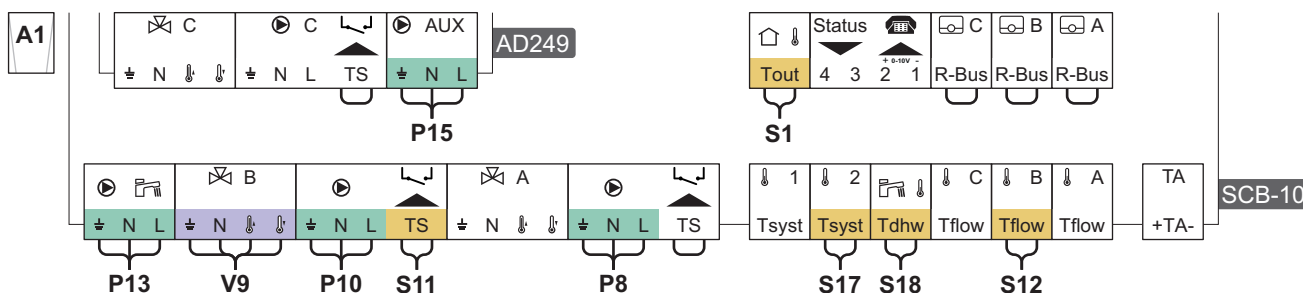 A1
C C AUX
⏚ N ⏚ N L TS ⏚ N L
AD249
P15
Status C B A
+ 0-10V -
Tout 4 3 2 1 R-Bus R-Bus R-Bus
S1
B A
⏚ N L ⏚ N ⏚ N L TS ⏚ N ⏚ N L TS
P13 V9 P10 S11 P8
1 2 C B A TA
Tsyst Tsyst Tdhw Tflow Tflow Tflow +TA-
SCB-10
S17 S18 S12